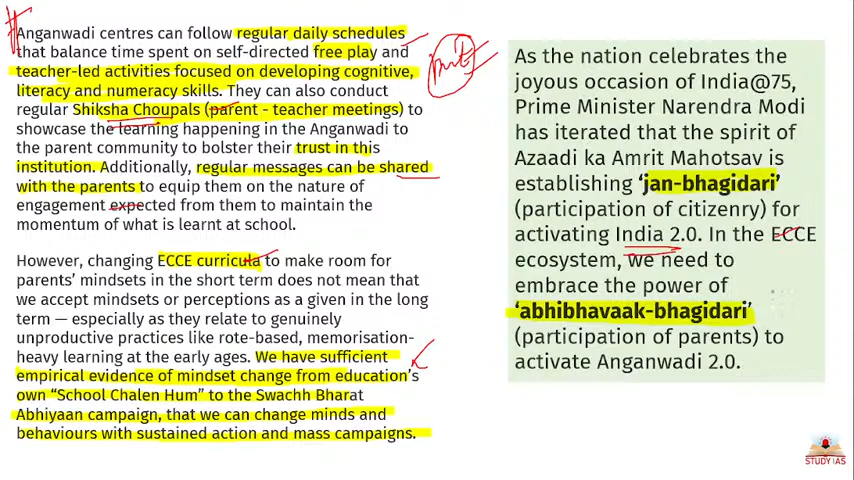 Anganwadi centres can follow regular daily schedules
that balance time spent on self-directed free play and
teacher-led activities focused on developing cognitive,
literacy and numeracy skills. They can also conduct
regular Shiksha Choupals (parent - teacher meetings) to
showcase the learning happening in the Anganwadi to
the parent community to bolster their trust in this
institution. Additionally, regular messages can be shared
with the parents to equip them on the nature of
engagement expected from them to maintain the
momentum of what is learnt at school.
However, changing ECCE curricula to make room for
parents' mindsets in the short term does not mean that
we accept mindsets or perceptions as a given in the long
term — especially as they relate to genuinely
unproductive practices like rote-based, memorisation-
heavy learning at the early ages. We have sufficient
empirical evidence of mindset change from education's
own "School Chalen Hum" to the Swachh Bharat
Abhiyaan campaign, that we can change minds and
behaviours with sustained action and mass campaigns.
As the nation celebrates the
joyous occasion of India@75,
Prime Minister Narendra Modi
has iterated that the spirit of
Azaadi ka Amrit Mahotsav is
establishing 'jan-bhagidari'
(participation of citizenry) for
activating India 2.0. In the ECCE
ecosystem, we need to
embrace the power of
'abhibhavaak-bhagidari'
(participation of parents) to
activate Anganwadi 2.0.
STUDY IAS